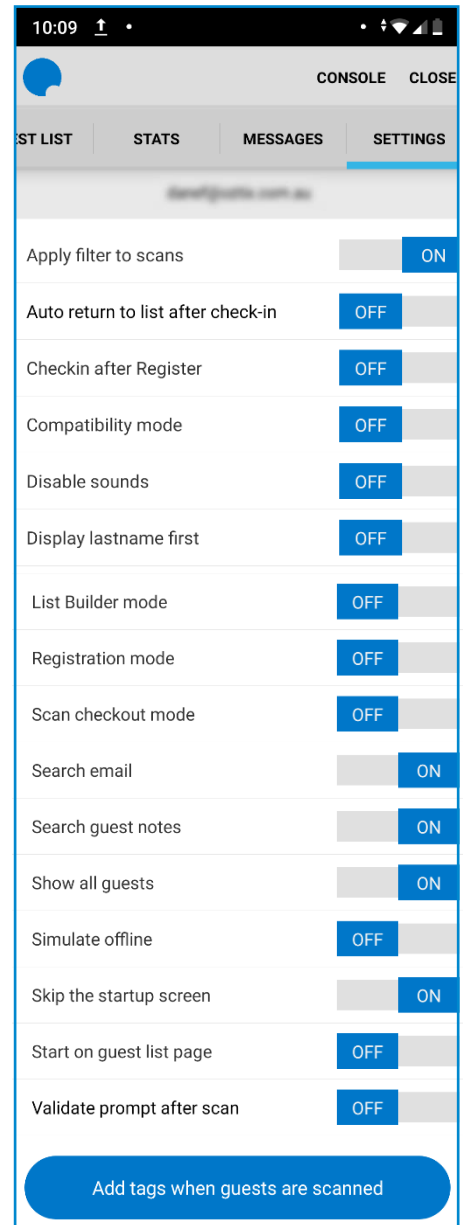 10:09
CONSOLE CLOSE
EST LIST STATS MESSAGES SETTINGS
Apply filter to scans ON
Auto return to list after check-in OFF
Checkin after Register OFF
Compatibility mode OFF
Disable sounds OFF
Display lastname first OFF
List Builder mode OFF
Registration mode OFF
Scan checkout mode OFF
Search email ON
Search guest notes ON
Show all guests ON
Simulate offline OFF
Skip the startup screen ON
Start on guest list page OFF
Validate prompt after scan OFF
Add tags when guests are scanned